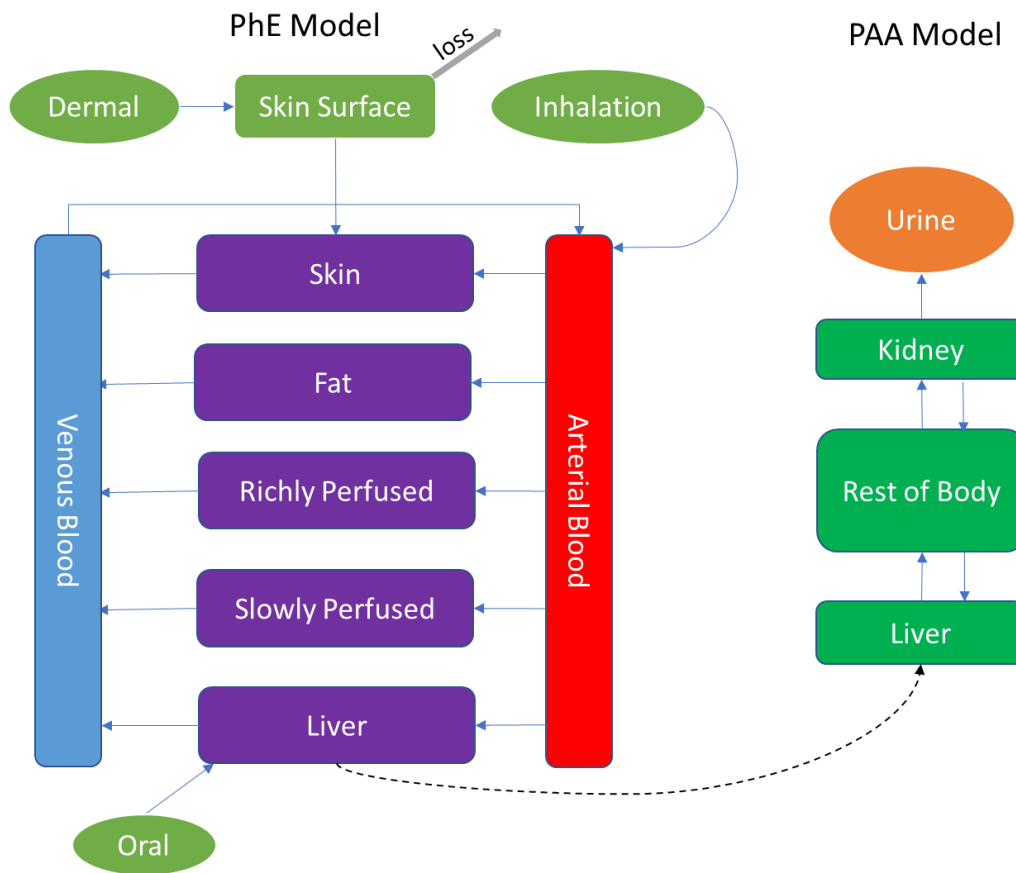 PhE Model
loss
PAA Model
Dermal
Skin Surface
Inhalation
Urine
Skin
Kidney
Fat
Venous Blood
Arterial Blood
Richly Perfused
Rest of Body
Slowly Perfused
Liver
Liver
Oral